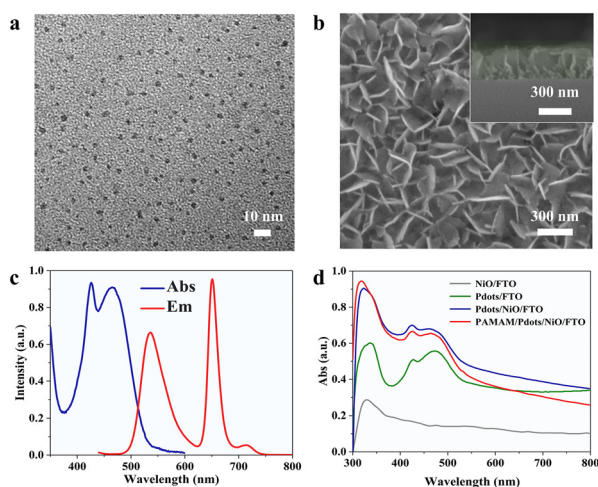 a
10 nm
b
300 nm
300 nm
c
Abs
Em
Intensity (a.u.)
1.0
0.8
0.6
0.4
0.2
0.0
400
500
600
700
800
Wavelength (nm)
d
NiO/FTO
Pdots/FTO
Pdots/NiO/FTO
PAMAM/Pdots/NiO/FTO
Abs (a.u.)
1.0
0.8
0.6
0.4
0.2
0.0
300
400
500
600
700
800
Wavelength (nm)